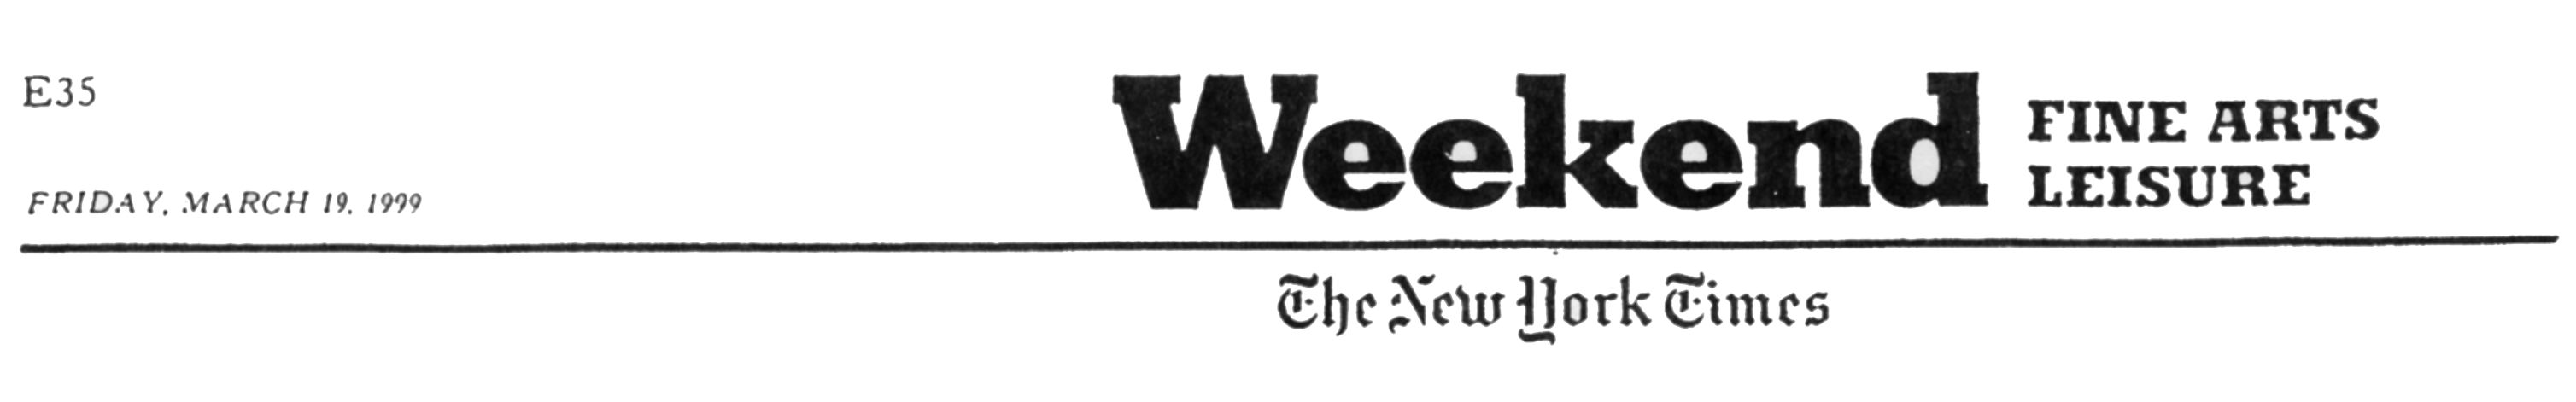 E35
Weekend
FINE ARTS
LEISURE
FRIDAY, MARCH 19, 1999
The New York Times